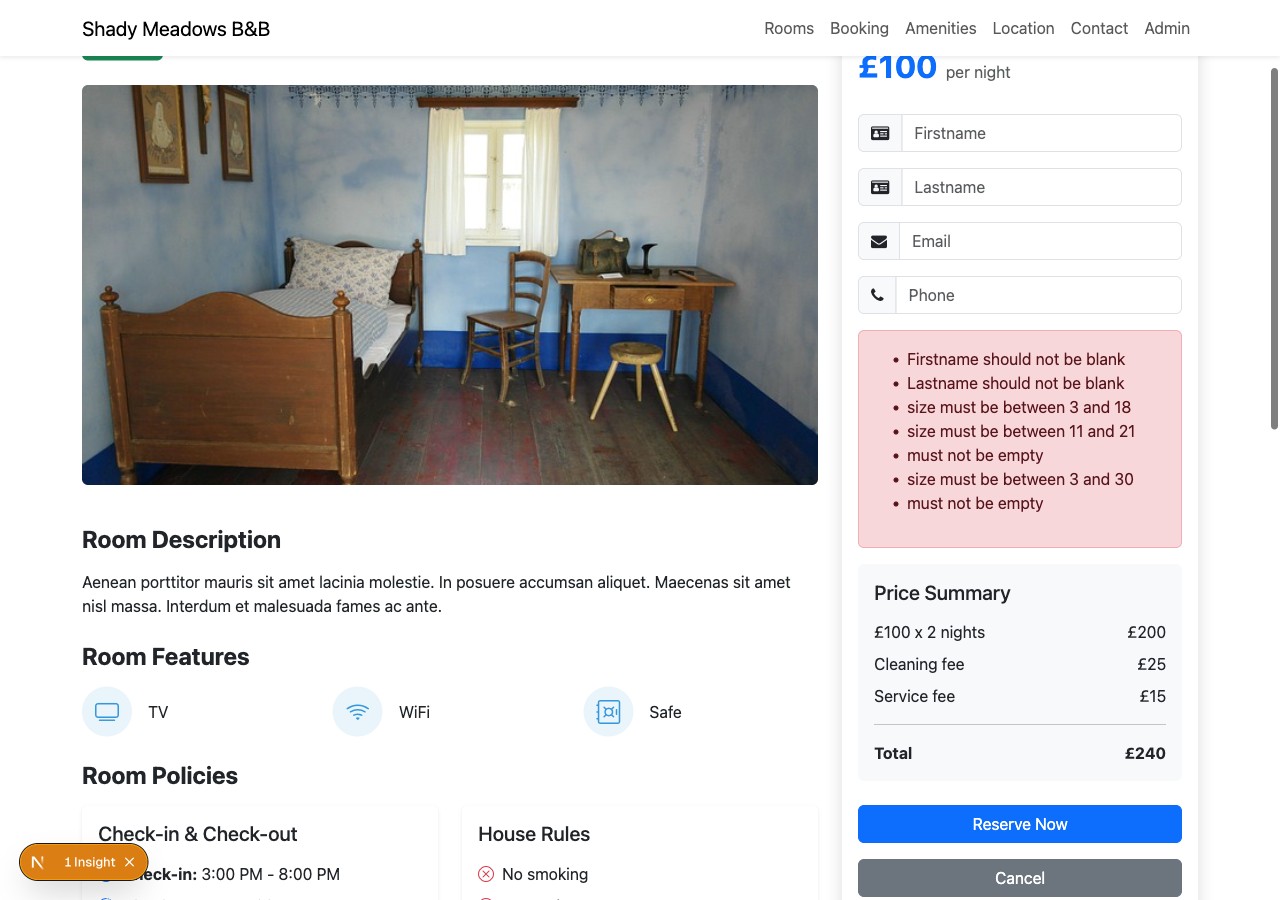 Shady Meadows B&B
Rooms Booking Amenities Location Contact Admin
£100 per night
Firstname
Lastname
Email
Phone
• Firstname should not be blank
• Lastname should not be blank
• size must be between 3 and 18
• size must be between 11 and 21
• must not be empty
• size must be between 3 and 30
• must not be empty
Price Summary
£100 x 2 nights £200
Cleaning fee £25
Service fee £15
Total £240
Reserve Now
Cancel
Room Description
Aenean porttitor mauris sit amet lacinia molestie. In posuere accumsan aliquet. Maecenas sit amet
nisl massa. Interdum et malesuada fames ac ante.
Room Features
TV WiFi Safe
Room Policies
Check-in & Check-out
3:00 PM - 8:00 PM
House Rules
No smoking
1 Insight